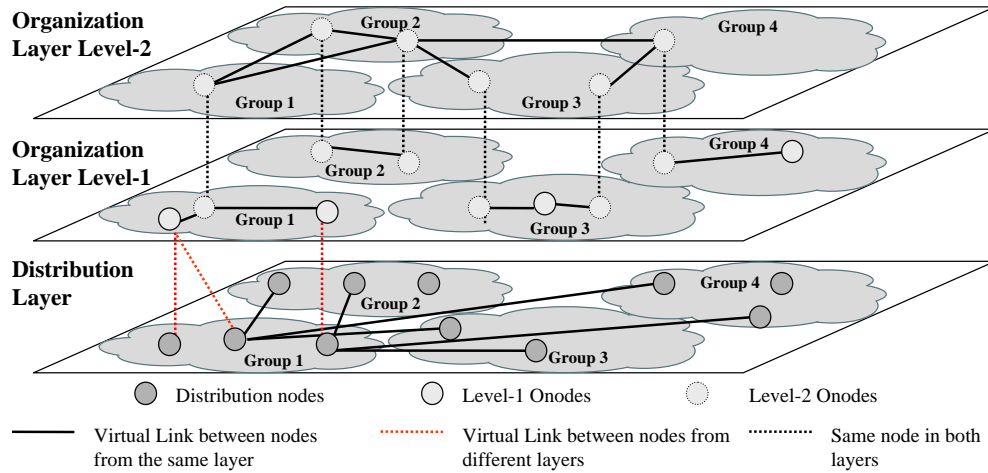 Organization
Layer Level-2
Group 2
Group 4
Group 1
Group 3
Organization
Layer Level-1
Group 2
Group 4
Group 1
Group 3
Distribution
Layer
Group 2
Group 4
Group 1
Group 3
Distribution nodes
Level-1 Onodes
Level-2 Onodes
Virtual Link between nodes
from the same layer
Virtual Link between nodes from
different layers
Same node in both
layers